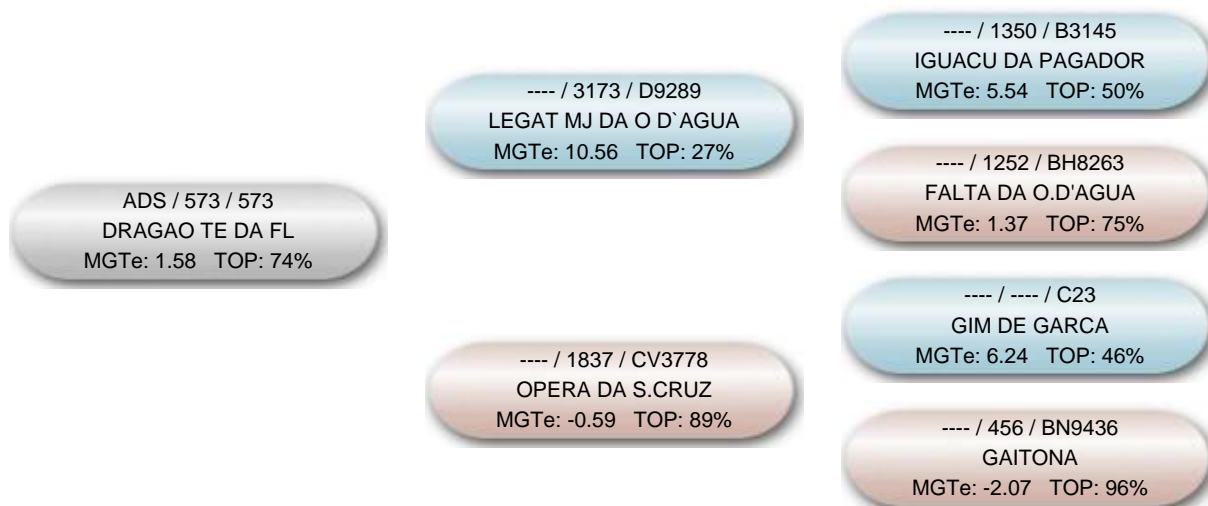 ---- / 1350 / B3145
IGUACU DA PAGADOR
MGTe: 5.54 TOP: 50%
---- / 3173 / D9289
LEGAT MJ DA O D`AGUA
MGTe: 10.56 TOP: 27%
---- / 1252 / BH8263
FALTA DA O.D'AGUA
MGTe: 1.37 TOP: 75%
ADS / 573 / 573
DRAGAO TE DA FL
MGTe: 1.58 TOP: 74%
---- / ---- / C23
GIM DE GARCA
MGTe: 6.24 TOP: 46%
---- / 1837 / CV3778
OPERA DA S.CRUZ
MGTe: -0.59 TOP: 89%
---- / 456 / BN9436
GAITONA
MGTe: -2.07 TOP: 96%